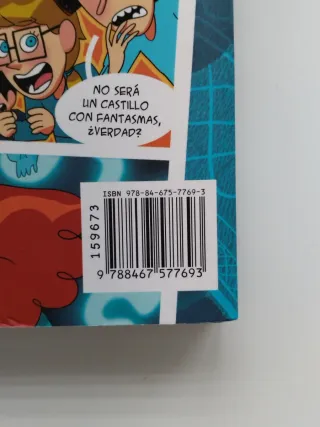 NO SERÁ
UN CASTILLO
CON FANTASMAS,
¿VERDAD?
ISBN 978-84-675-7769-3
159673
9 788467 577693